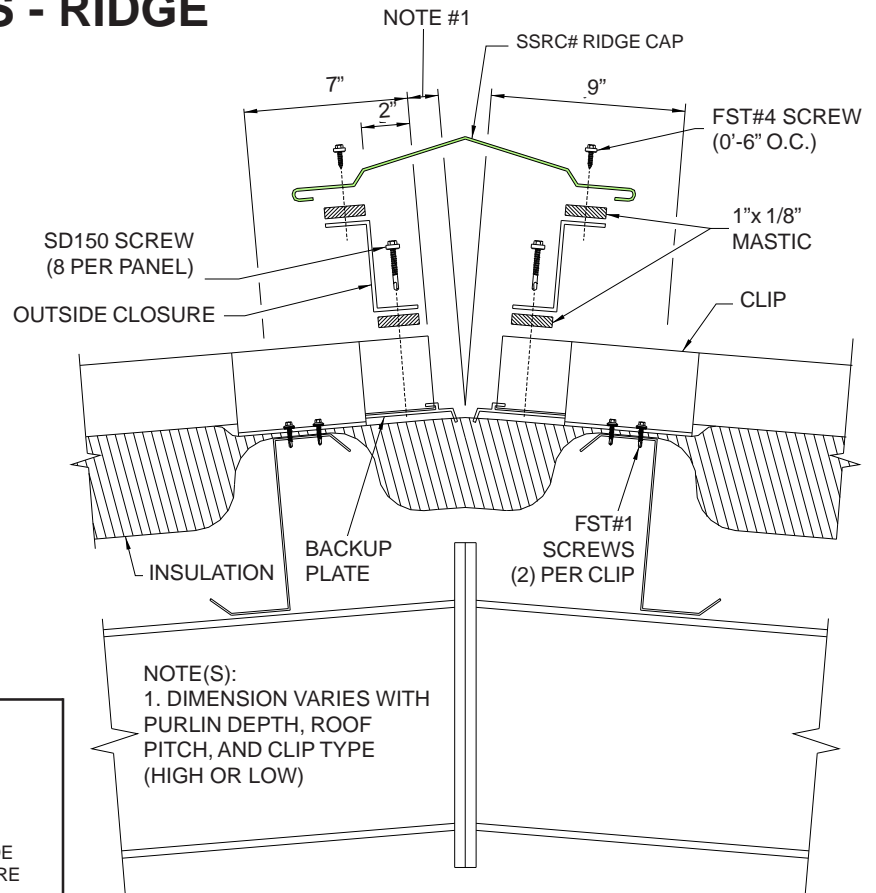 S - RIDGE
NOTE #1
SSRC# RIDGE CAP
7”
2”
9”
FST#4 SCREW
(0’-6” O.C.)
SD150 SCREW
(8 PER PANEL)
1”x 1/8”
MASTIC
OUTSIDE CLOSURE
CLIP
INSULATION
BACKUP
PLATE
FST#1
SCREWS
(2) PER CLIP
NOTE(S):
1. DIMENSION VARIES WITH
PURLIN DEPTH, ROOF
PITCH, AND CLIP TYPE
(HIGH OR LOW)
DE
RE